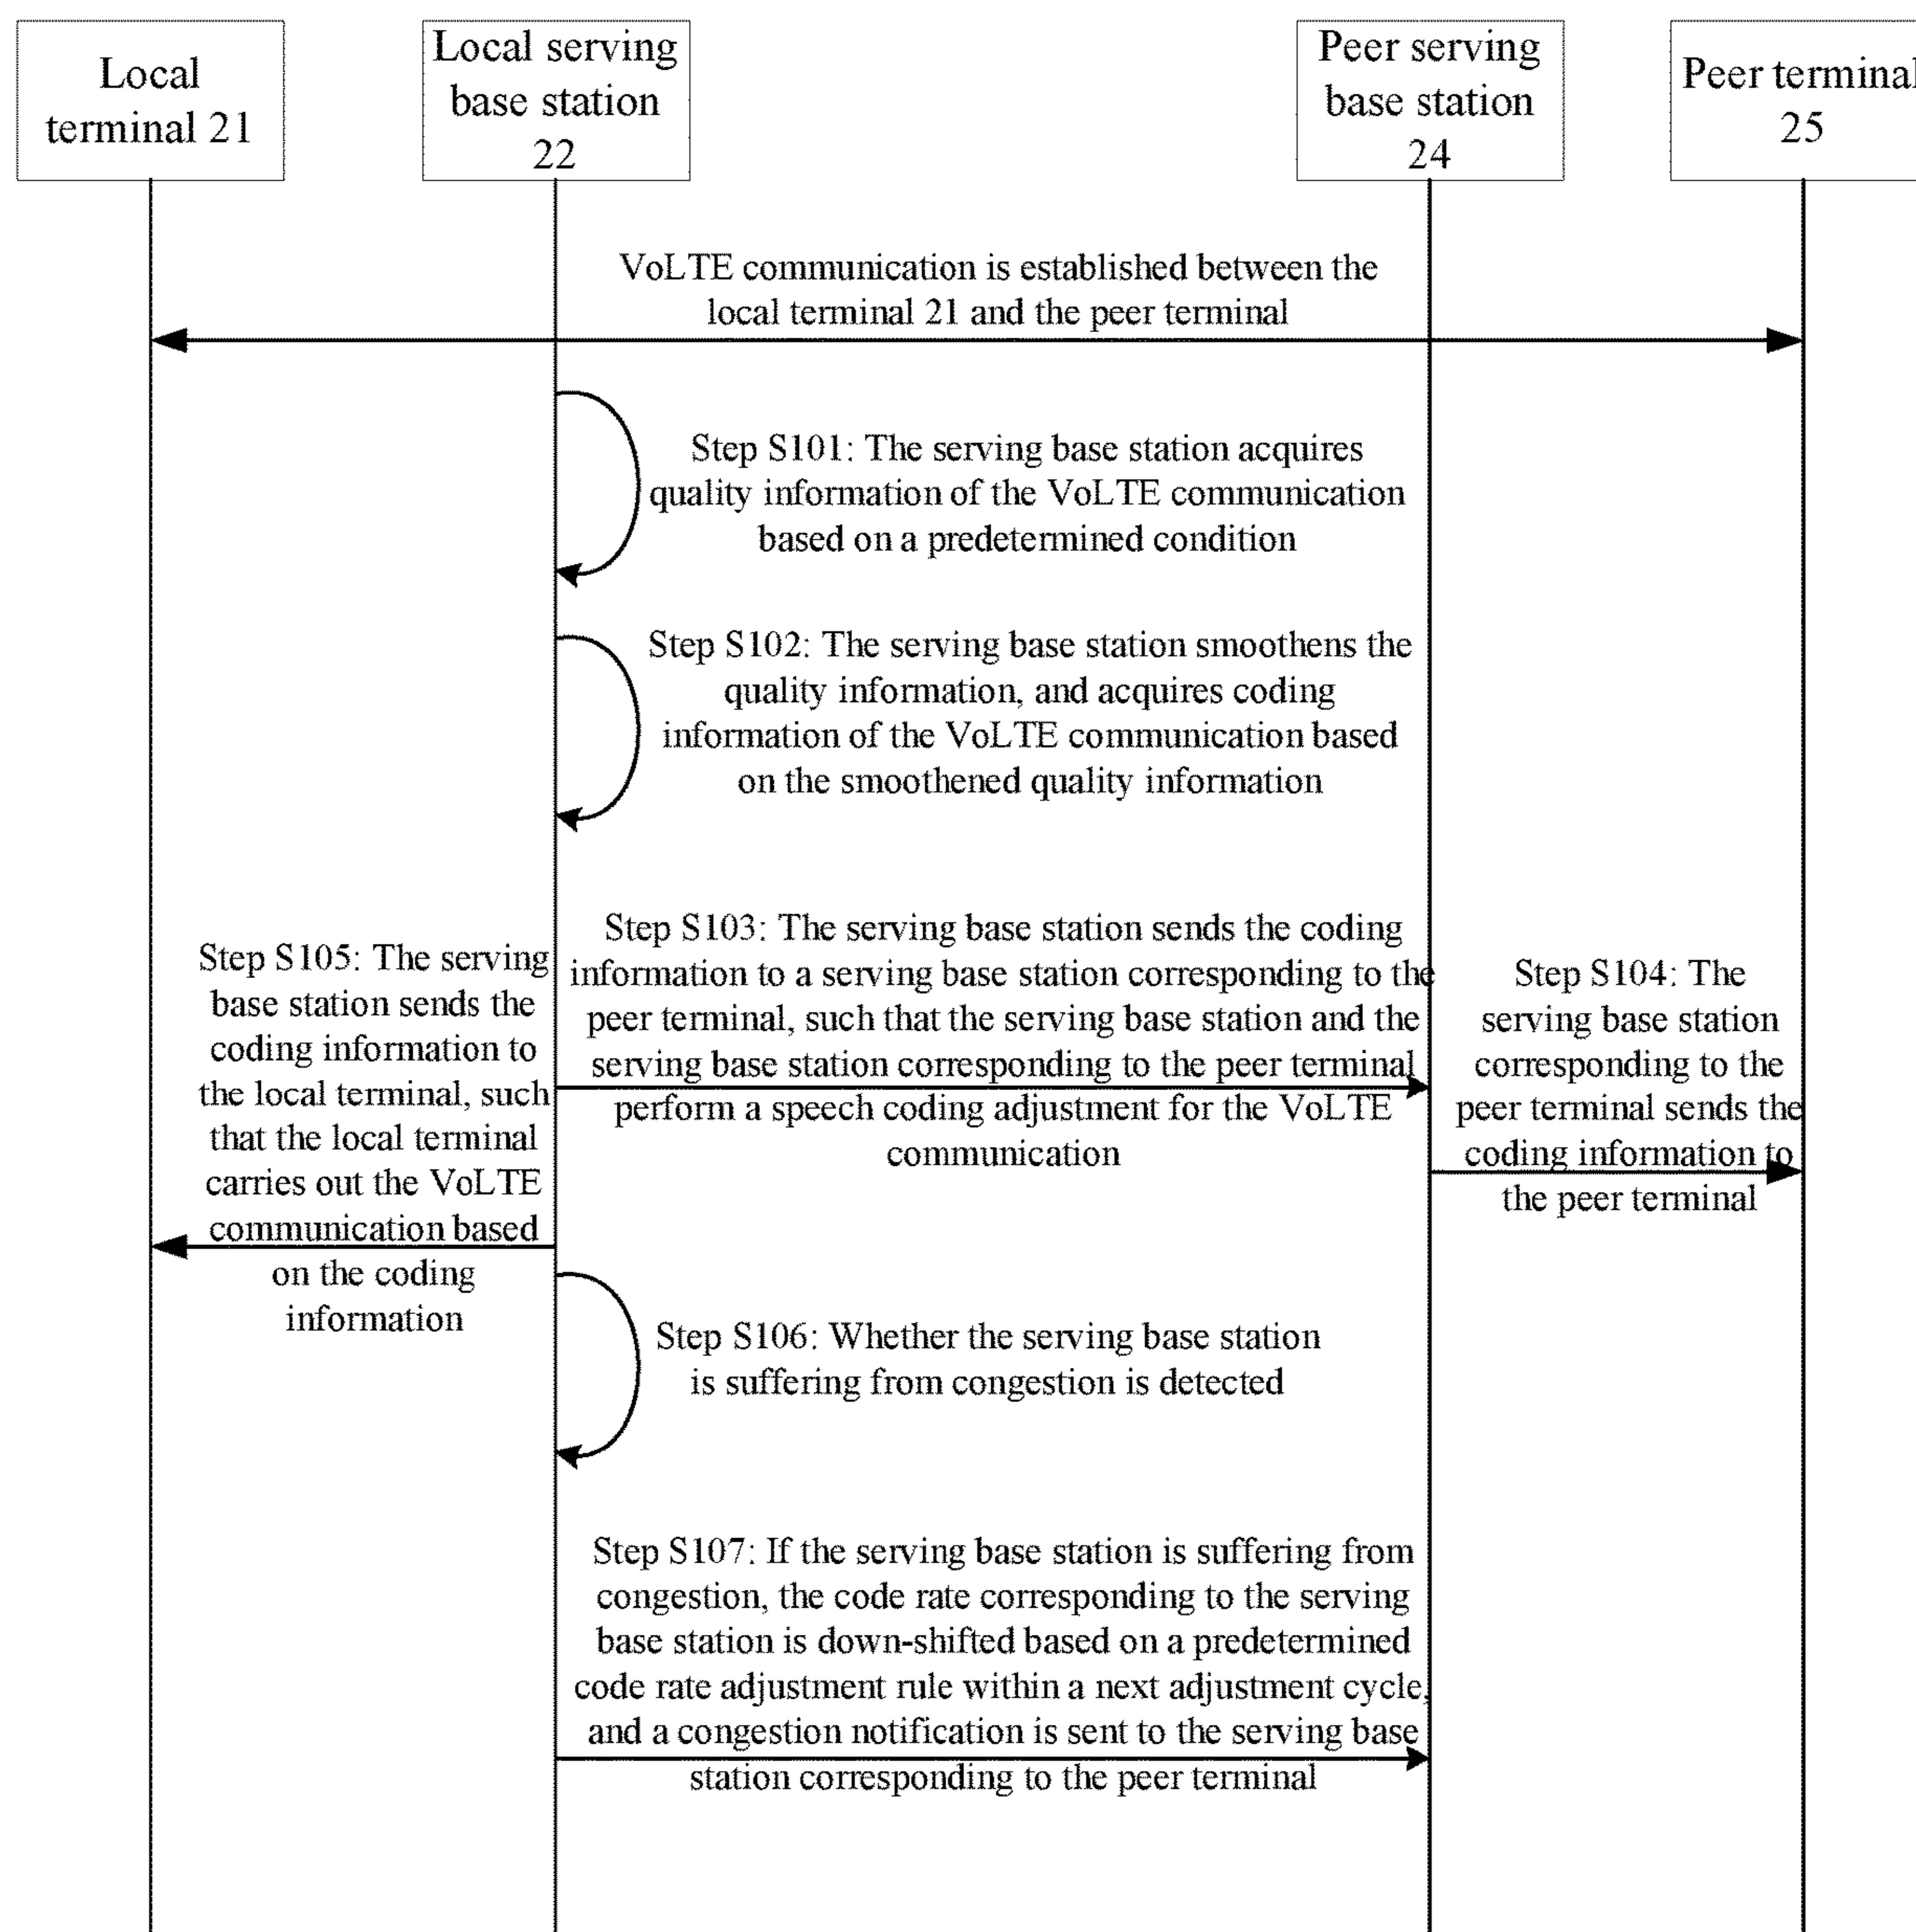 Local
terminal 21
Local serving
base station
22
Peer serving
base station
24
Peer terminal
25
VoLTE communication is established between the
local terminal 21 and the peer terminal
Step S101: The serving base station acquires
quality information of the VoLTE communication
based on a predetermined condition
Step S102: The serving base station smoothens the
quality information, and acquires coding
information of the VoLTE communication based
on the smoothened quality information
Step S103: The serving base station sends the coding
information to a serving base station corresponding to the
peer terminal, such that the serving base station and the
serving base station corresponding to the peer terminal
perform a speech coding adjustment for the VoLTE
communication
Step S104: The
serving base station
corresponding to the
peer terminal sends the
coding information to
the peer terminal
Step S105: The serving
base station sends the
coding information to
the local terminal, such
that the local terminal
carries out the VoLTE
communication based
on the coding
information
Step S106: Whether the serving base station
is suffering from congestion is detected
Step S107: If the serving base station is suffering from
congestion, the code rate corresponding to the serving
base station is down-shifted based on a predetermined
code rate adjustment rule within a next adjustment cycle,
and a congestion notification is sent to the serving base
station corresponding to the peer terminal